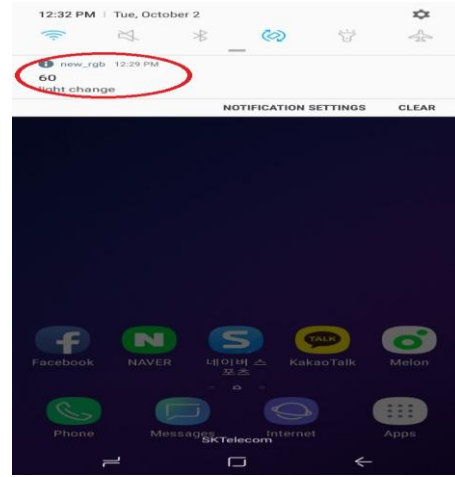 12:32 PM | Tue, October 2
new_rgb 12:29 PM
60
light change
NOTIFICATION SETTINGS CLEAR
N
S
TALK
Facebook NAVER 네이버 스포츠 KakaoTalk Melon
Phone Messages Internet Apps
SKTelecom